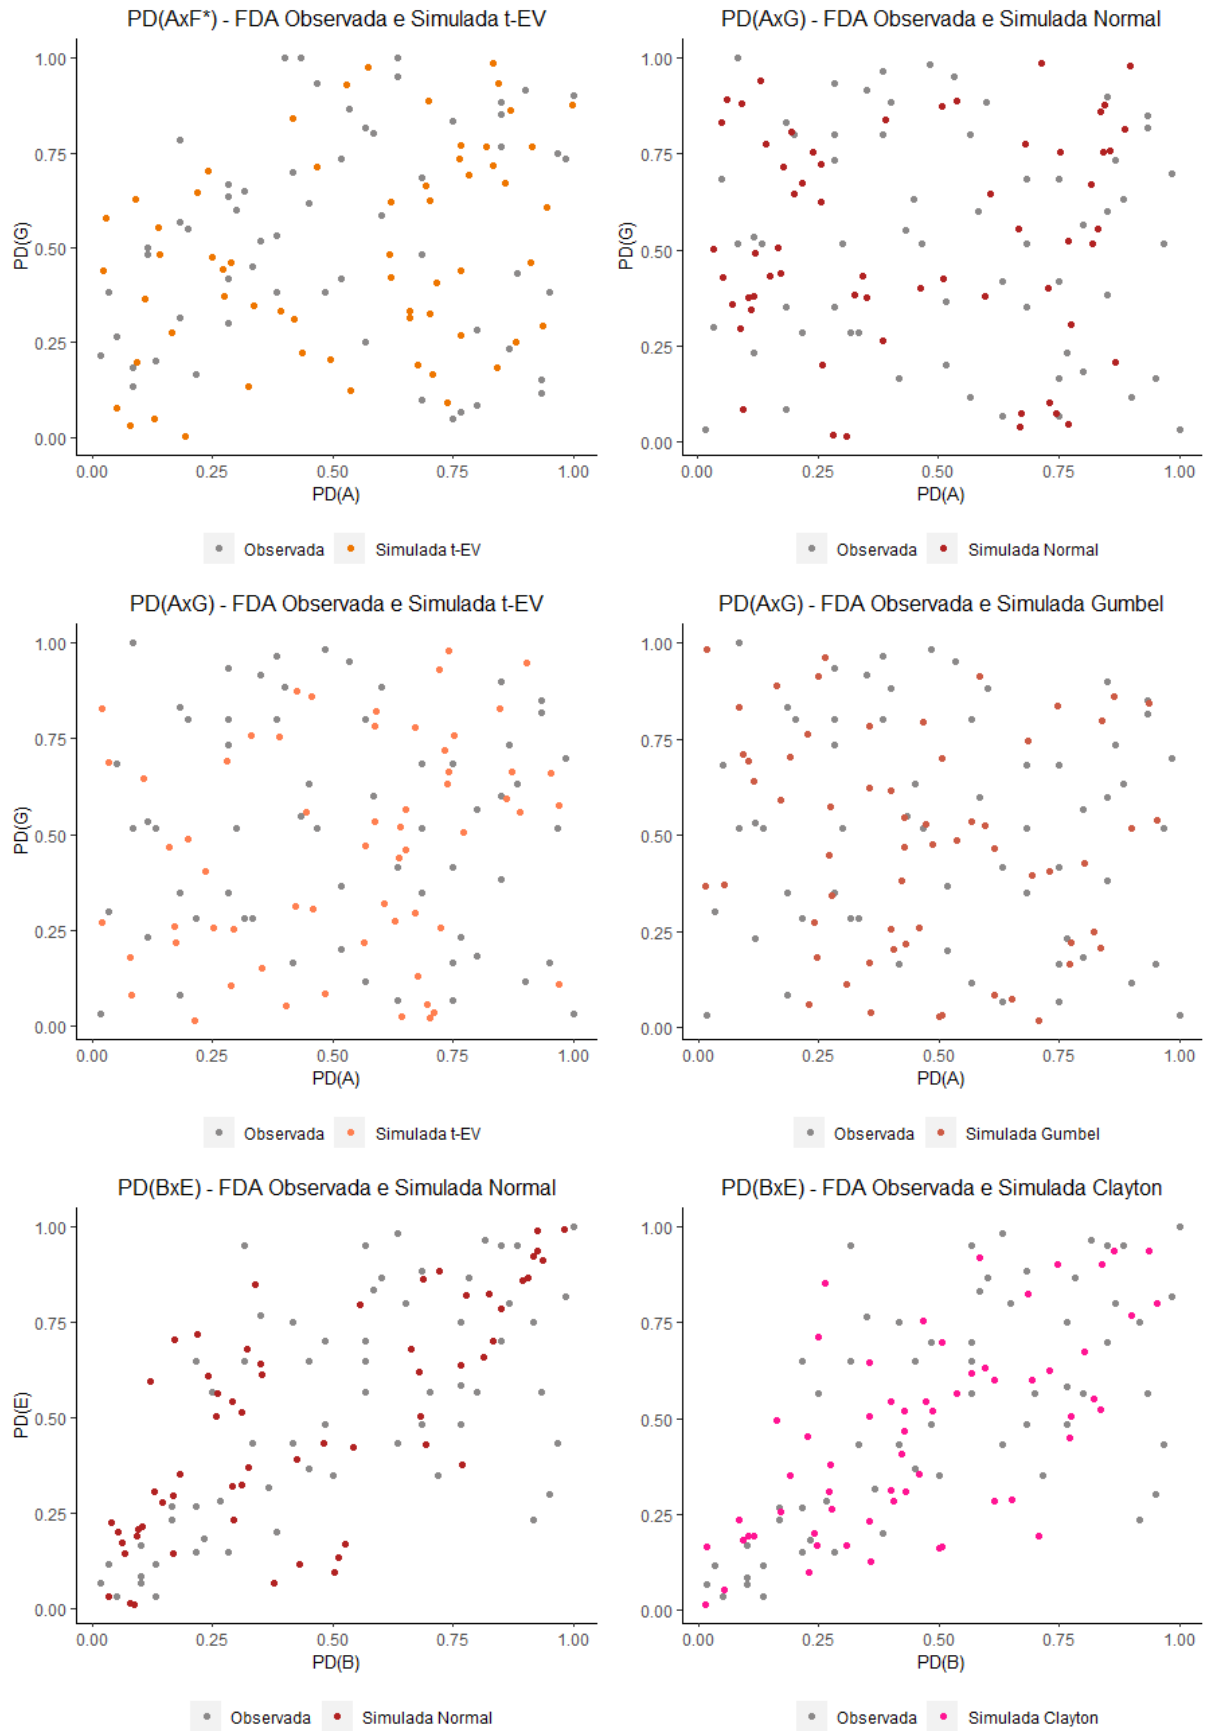 PD(AxF*) - FDA Observada e Simulada t-EV
PD(G)
1.00
0.75
0.50
0.25
0.00
0.00 0.25 0.50 0.75 1.00
PD(A)
Observada Simulada t-EV
PD(AxG) - FDA Observada e Simulada Normal
PD(G)
1.00
0.75
0.50
0.25
0.00
0.00 0.25 0.50 0.75 1.00
PD(A)
Observada Simulada Normal
PD(AxG) - FDA Observada e Simulada t-EV
PD(G)
1.00
0.75
0.50
0.25
0.00
0.00 0.25 0.50 0.75 1.00
PD(A)
Observada Simulada t-EV
PD(AxG) - FDA Observada e Simulada Gumbel
PD(G)
1.00
0.75
0.50
0.25
0.00
0.00 0.25 0.50 0.75 1.00
PD(A)
Observada Simulada Gumbel
PD(BxE) - FDA Observada e Simulada Normal
PD(E)
1.00
0.75
0.50
0.25
0.00
0.00 0.25 0.50 0.75 1.00
PD(B)
Observada Simulada Normal
PD(BxE) - FDA Observada e Simulada Clayton
PD(E)
1.00
0.75
0.50
0.25
0.00
0.00 0.25 0.50 0.75 1.00
PD(B)
Observada Simulada Clayton